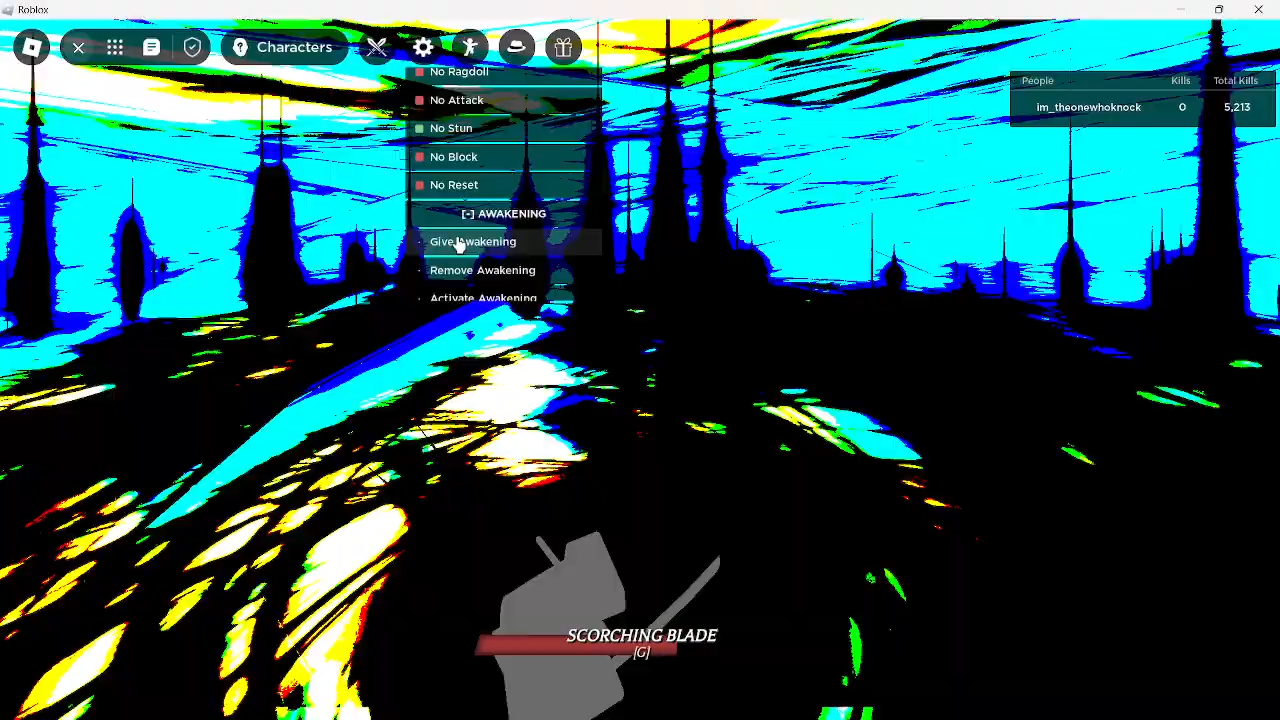 Roblox
Characters
No Ragdoll
No Attack
No Stun
No Block
No Reset
[-] AWAKENING
Give Awakening
Remove Awakening
Activate Awakening
People Kills Total Kills
im_theonewhoknock 0 5,213
SCORCHING BLADE
[G]